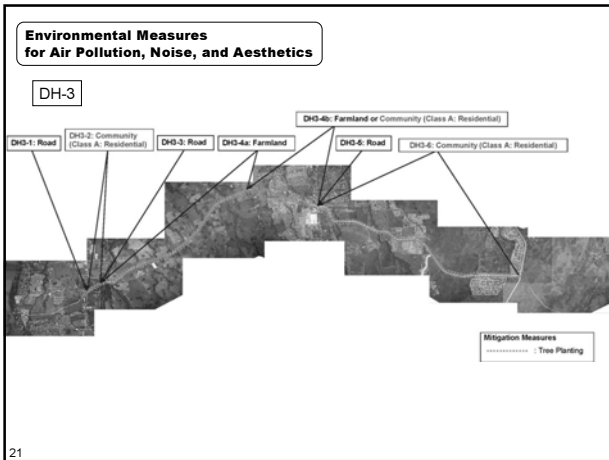 Environmental Measures
for Air Pollution, Noise, and Aesthetics
DH-3
DH3-4b: Farmland or Community (Class A: Residential)
DH3-1: Road
DH3-2: Community
(Class A: Residential)
DH3-3: Road
DH3-4a: Farmland
DH3-5: Road
DH3-6: Community (Class A: Residential)
Mitigation Measures
: Tree Planting
21